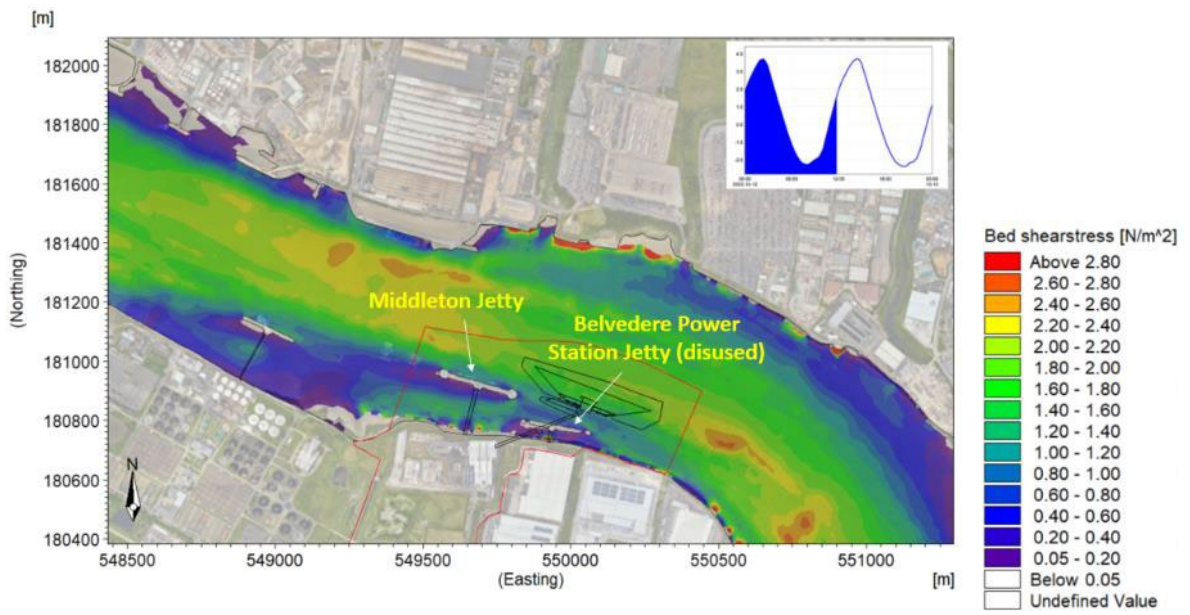 [m]
182000
181800
181600
181400
181200
181000
180800
180600
180400
(Northing)
Middleton Jetty
Belvedere Power
Station Jetty (disused)
N
548500 549000 549500 550000 550500 551000
(Easting)
[m]
Bed shearstress [N/m^2]
Above 2.80
2.60 - 2.80
2.40 - 2.60
2.20 - 2.40
2.00 - 2.20
1.80 - 2.00
1.60 - 1.80
1.40 - 1.60
1.20 - 1.40
1.00 - 1.20
0.80 - 1.00
0.60 - 0.80
0.40 - 0.60
0.20 - 0.40
0.05 - 0.20
Below 0.05
Undefined Value